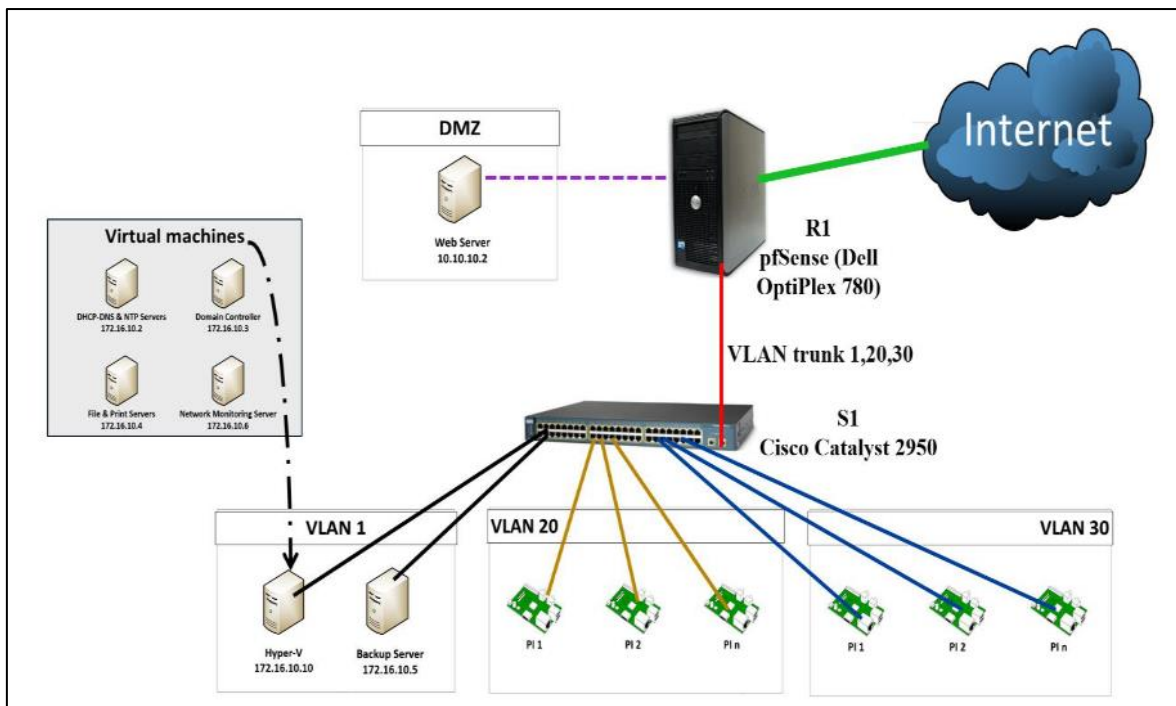 Internet
DMZ
Web Server
10.10.10.2
R1
pfSense (Dell
OptiPlex 780)
Virtual machines
DHCP-DNS & NTP Servers
172.16.10.2
Domain Controller
172.16.10.3
File & Print Servers
172.16.10.4
Network Monitoring Server
172.16.10.6
VLAN trunk 1,20,30
S1
Cisco Catalyst 2950
VLAN 1
Hyper-V
172.16.10.10
Backup Server
172.16.10.5
VLAN 20
PI 1
PI 2
PI n
VLAN 30
PI 1
PI 2
PI n